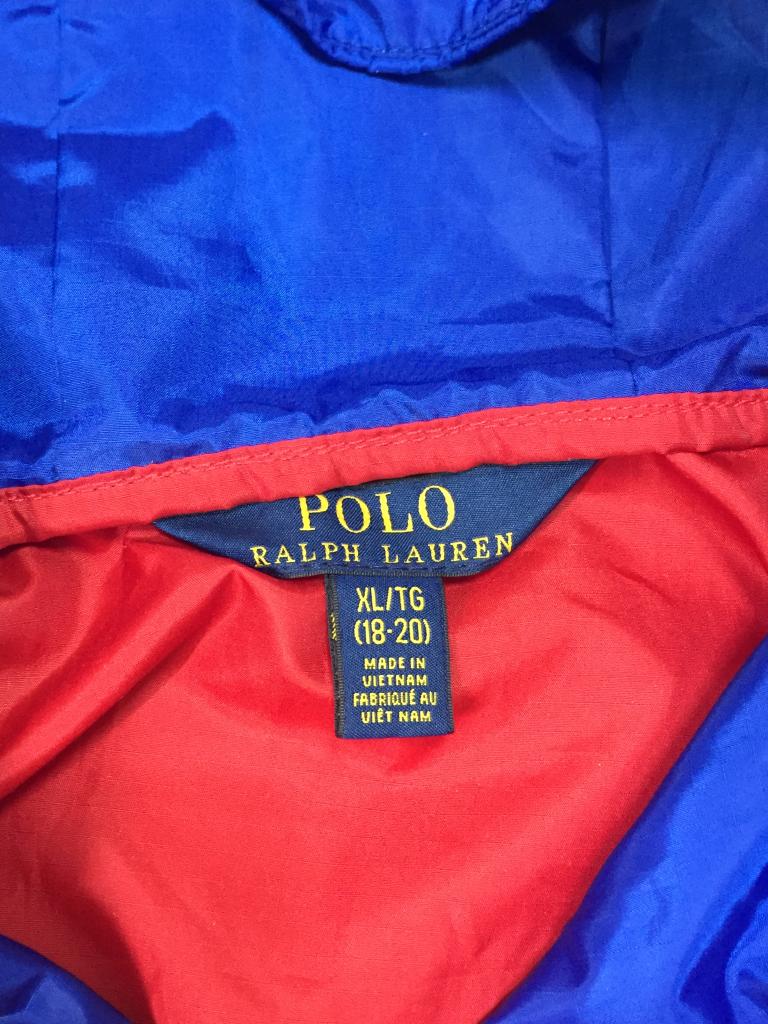 POLO
RALPH LAUREN
XL/TG
(18-20)
MADE IN
VIETNAM
FABRIQUÉ AU
VIÊT NAM